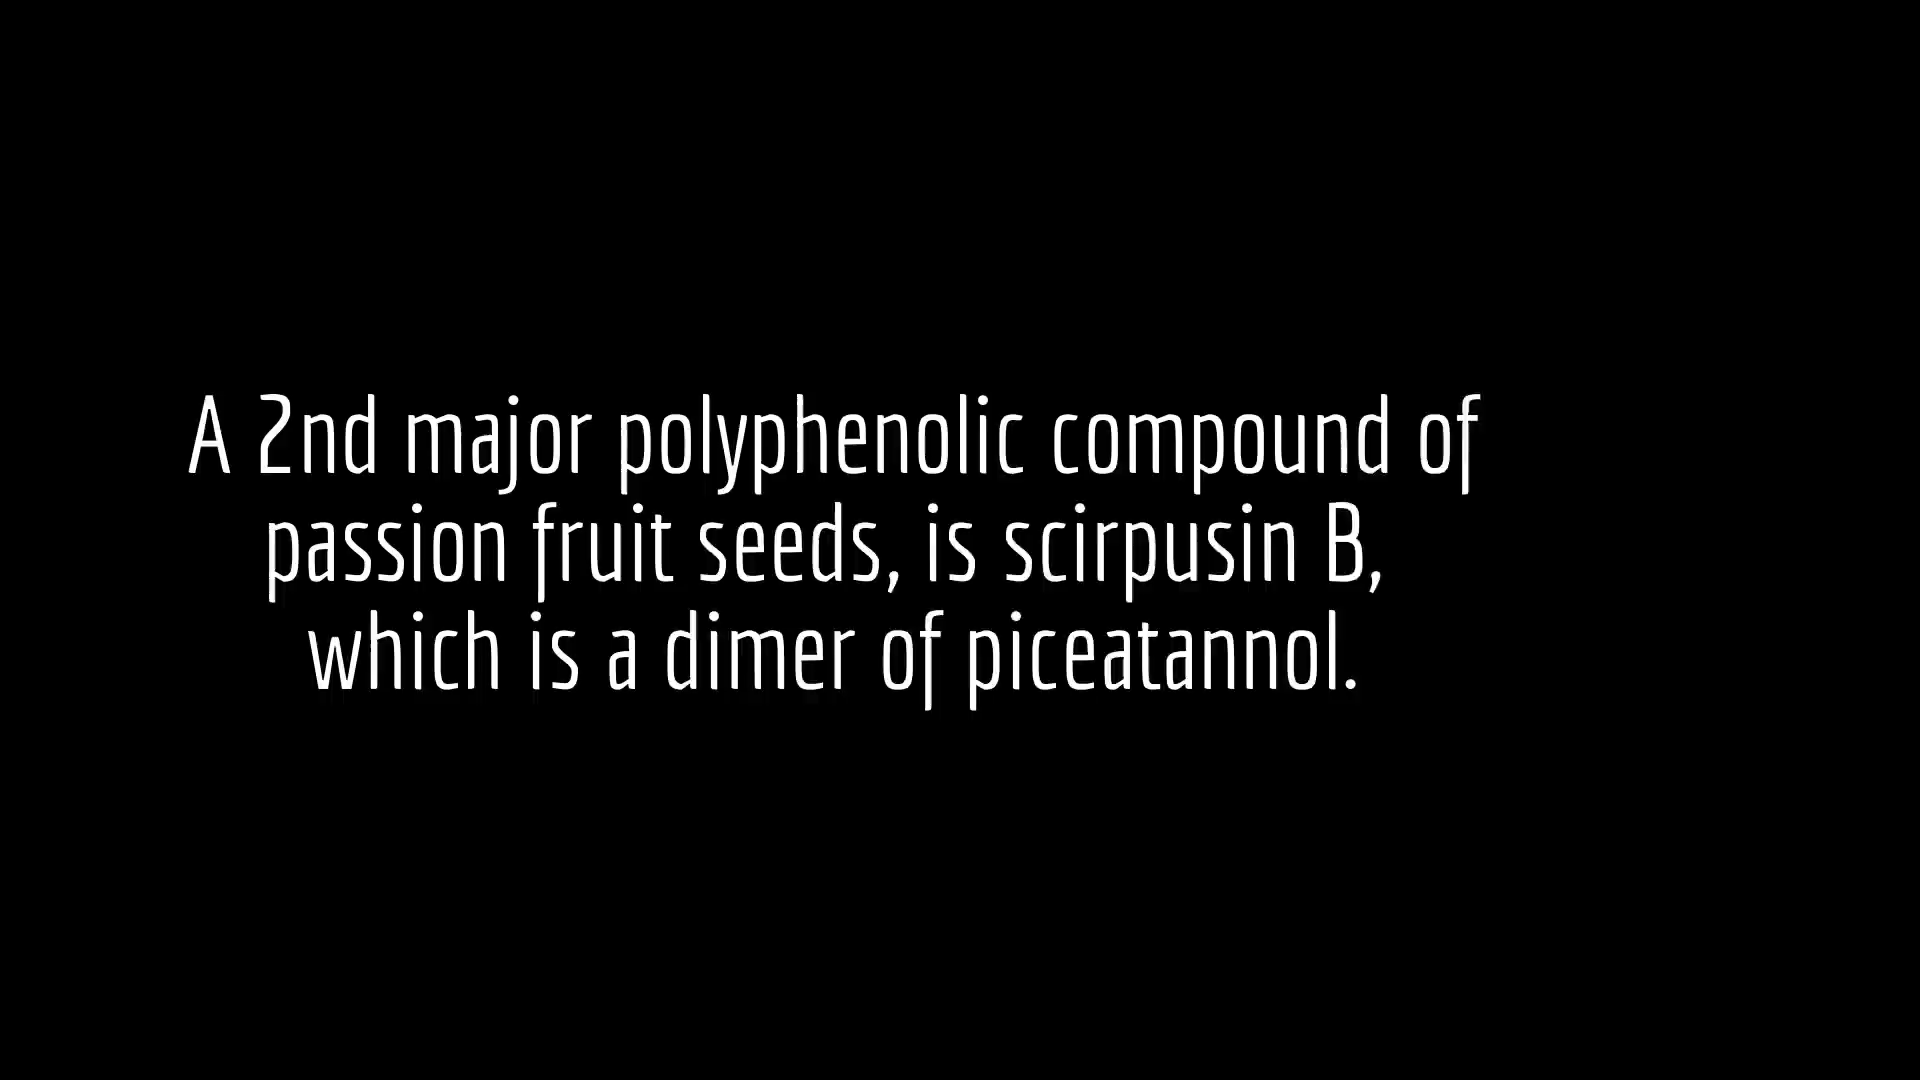 A 2nd major polyphenolic compound of
passion fruit seeds, is scirpusin B,
which is a dimer of piceatannol.